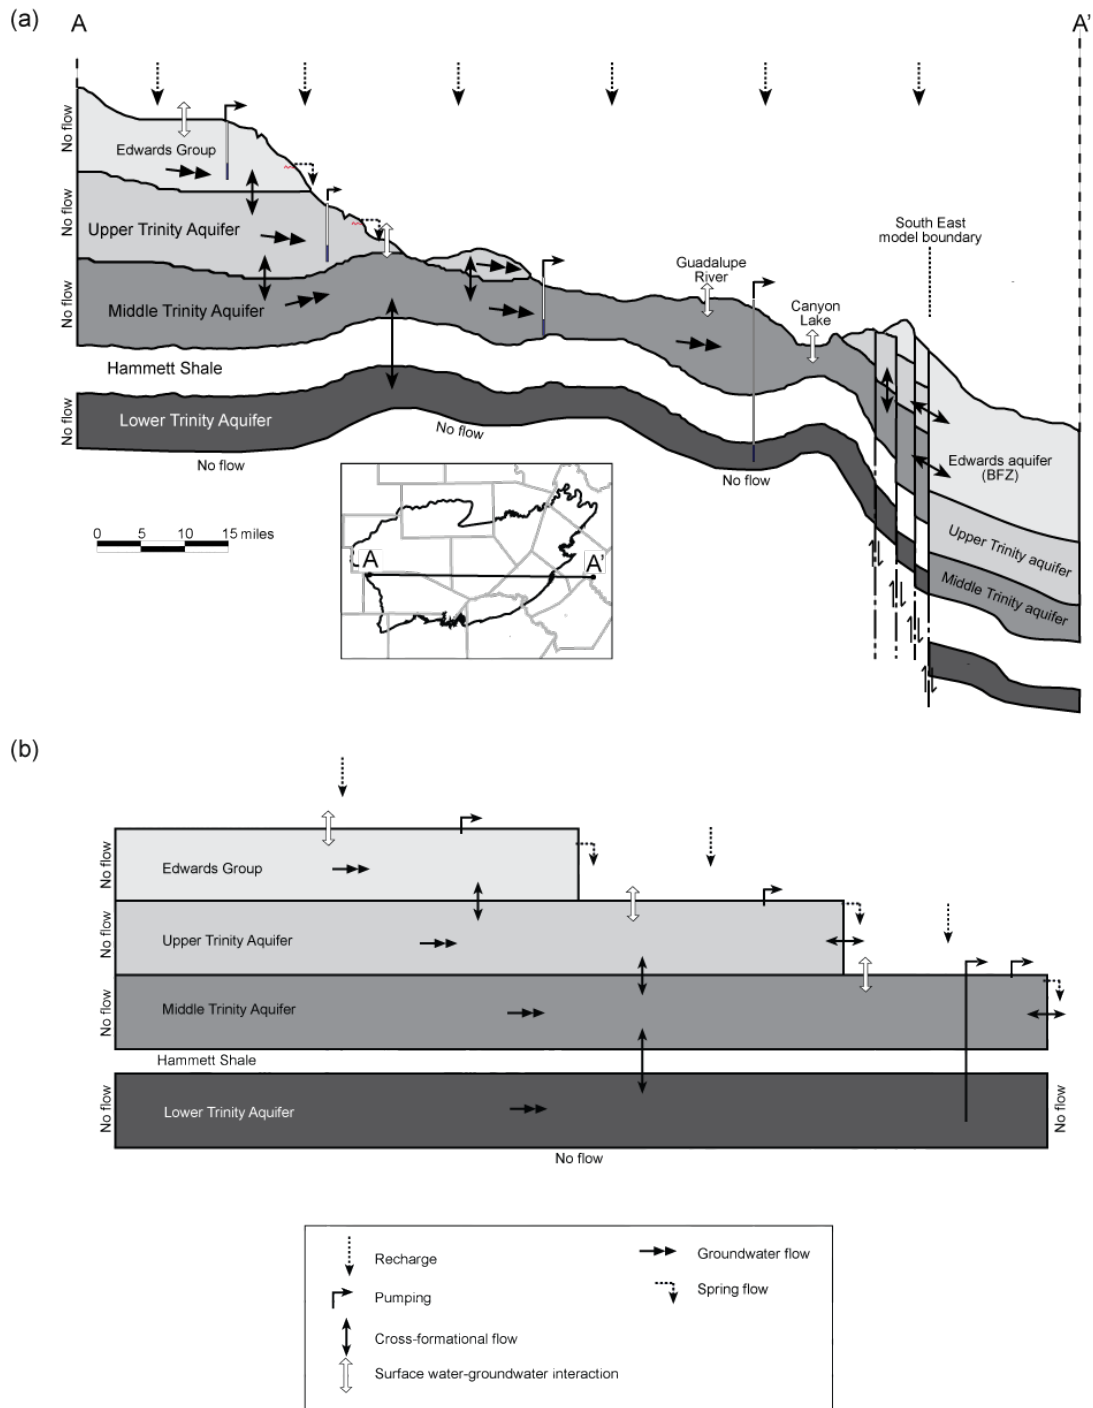 (a)
A
A'
No flow
Edwards Group
No flow
Upper Trinity Aquifer
South East
model boundary
Guadalupe
River
No flow
Middle Trinity Aquifer
Canyon
Lake
Hammett Shale
No flow
Lower Trinity Aquifer
No flow
No flow
No flow
Edwards aquifer
(BFZ)
Upper Trinity aquifer
Middle Trinity aquifer
0 5 10 15 miles
A
A'
(b)
No flow
Edwards Group
No flow
Upper Trinity Aquifer
No flow
Middle Trinity Aquifer
Hammett Shale
No flow
Lower Trinity Aquifer
No flow
No flow
Recharge
Groundwater flow
Pumping
Spring flow
Cross-formational flow
Surface water-groundwater interaction